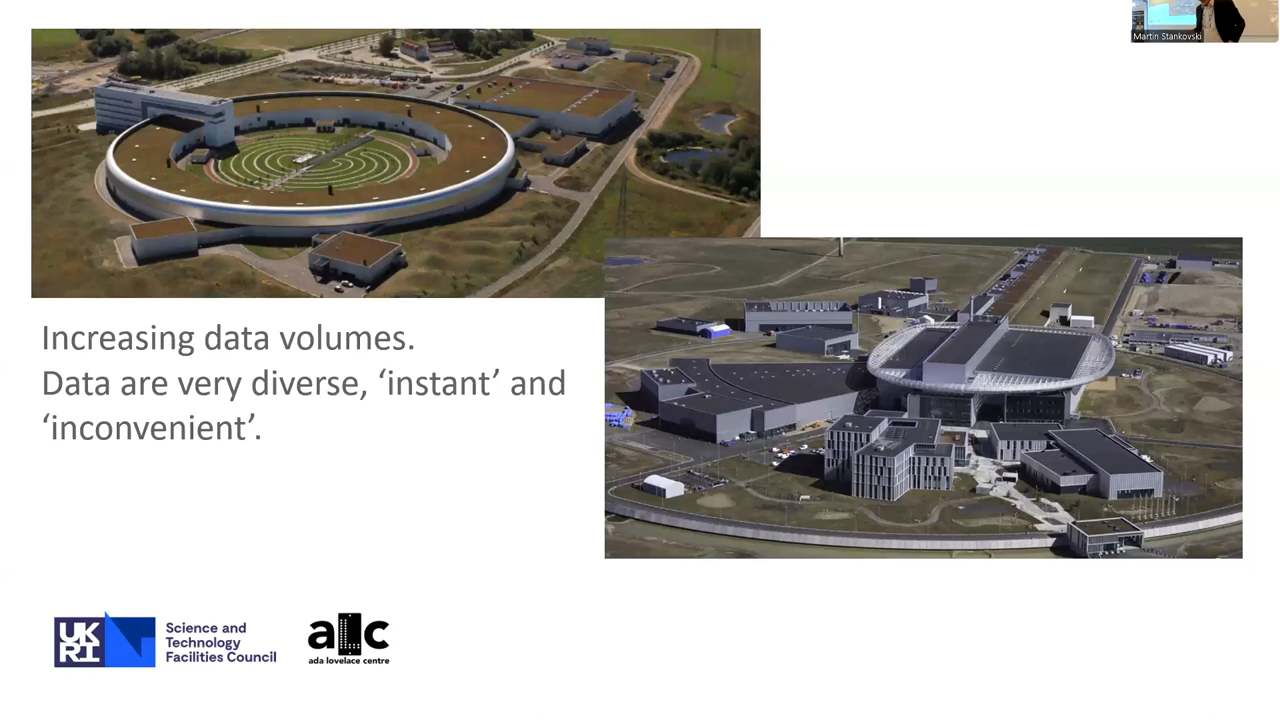 Martin Stankovski
Increasing data volumes.
Data are very diverse, ‘instant’ and
‘inconvenient’.
UK
RI
Science and
Technology
Facilities Council
alc
ada lovelace centre